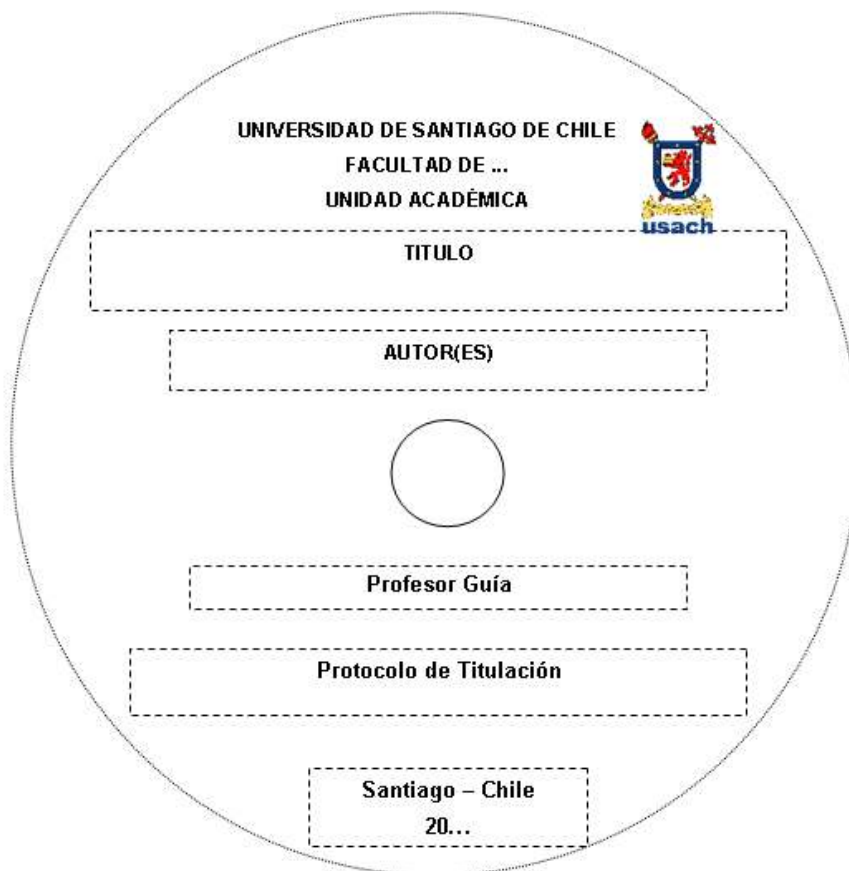 UNIVERSIDAD DE SANTIAGO DE CHILE
FACULTAD DE ...
UNIDAD ACADÉMICA
usach
TITULO
AUTOR(ES)
Profesor Guía
Protocolo de Titulación
Santiago – Chile
20...